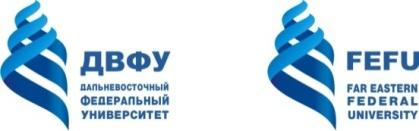 ДВФУ
ДАЛЬНЕВОСТОЧНЫЙ
ФЕДЕРАЛЬНЫЙ
УНИВЕРСИТЕТ
FEFU
FAR EASTERN
FEDERAL
UNIVERSITY